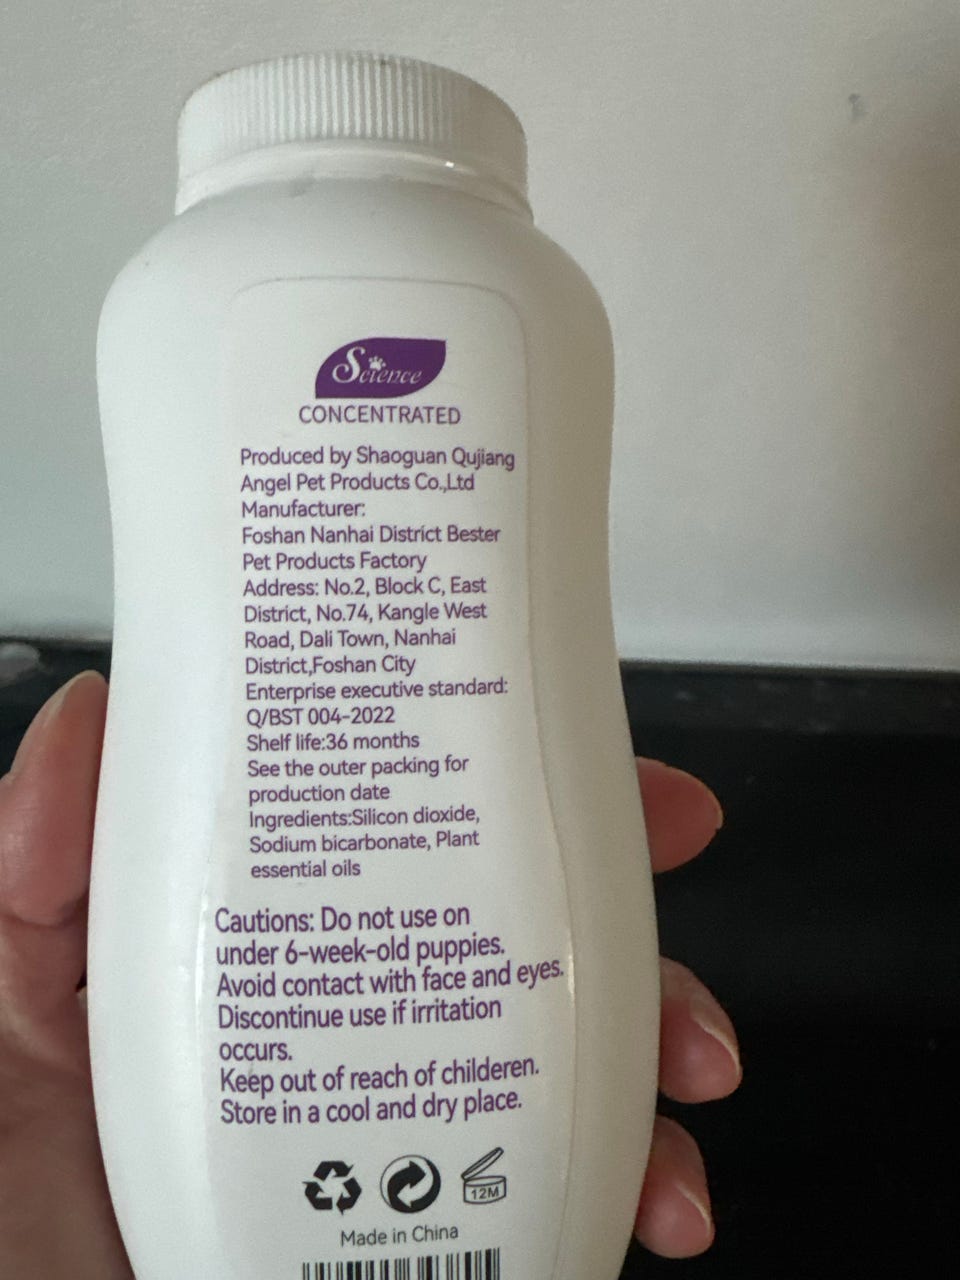 Science
CONCENTRATED
Produced by Shaoguan Qujiang
Angel Pet Products Co.,Ltd
Manufacturer:
Foshan Nanhai District Bester
Pet Products Factory
Address: No.2, Block C, East
District, No.74, Kangle West
Road, Dali Town, Nanhai
District,Foshan City
Enterprise executive standard:
Q/BST 004-2022
Shelf life:36 months
See the outer packing for
production date
Ingredients:Silicon dioxide,
Sodium bicarbonate, Plant
essential oils
Cautions: Do not use on
under 6-week-old puppies.
Avoid contact with face and eyes.
Discontinue use if irritation
occurs.
Keep out of reach of childeren.
Store in a cool and dry place.
12M
Made in China